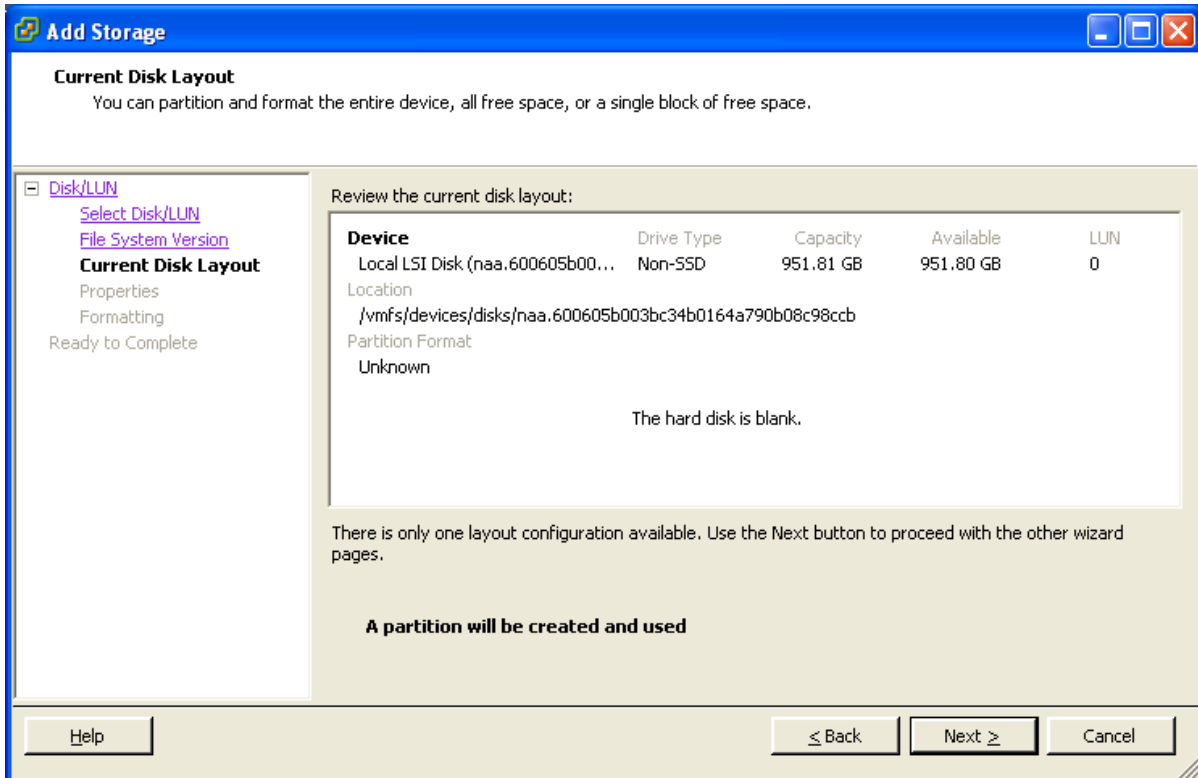 Add Storage
Current Disk Layout
You can partition and format the entire device, all free space, or a single block of free space.
Disk/LUN
Select Disk/LUN
File System Version
Current Disk Layout
Properties
Formatting
Ready to Complete
Review the current disk layout:
Device Drive Type Capacity Available LUN
Local LSI Disk (naa.600605b00... Non-SSD 951.81 GB 951.80 GB 0
Location
/vmfs/devices/disks/naa.600605b003bc34b0164a790b08c98ccb
Partition Format
Unknown
The hard disk is blank.
There is only one layout configuration available. Use the Next button to proceed with the other wizard
pages.
A partition will be created and used
Help < Back Next > Cancel